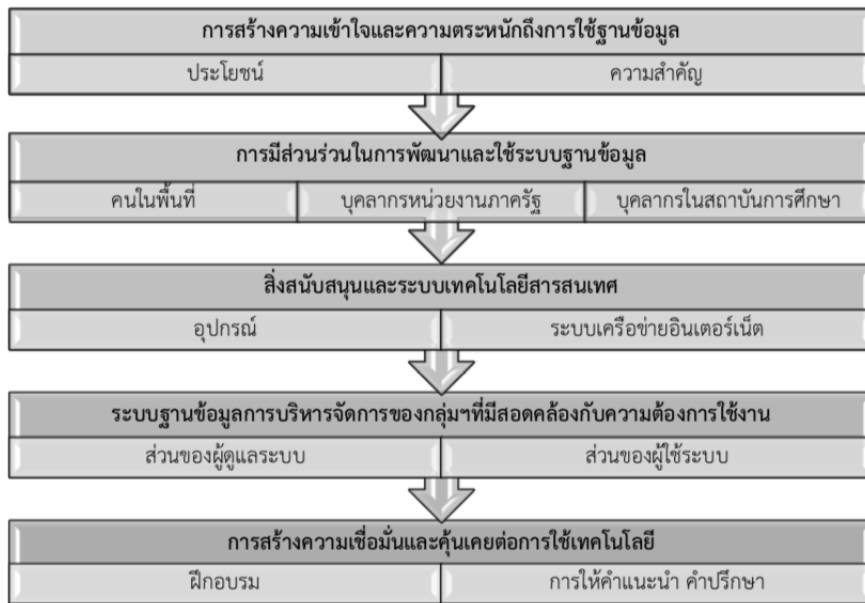 การสร้างความเข้าใจและความตระหนักถึงการใช้ฐานข้อมูล
ประโยชน์ ความสำคัญ
การมีส่วนร่วมในการพัฒนาและใช้ระบบฐานข้อมูล
คนในพื้นที่ บุคลากรหน่วยงานภาครัฐ บุคลากรในสถาบันการศึกษา
สิ่งสนับสนุนและระบบเทคโนโลยีสารสนเทศ
อุปกรณ์ ระบบเครือข่ายอินเตอร์เน็ต
ระบบฐานข้อมูลการบริหารจัดการของกลุ่มฯที่มีสอดคล้องกับความต้องการใช้งาน
ส่วนของผู้ดูแลระบบ ส่วนของผู้ใช้ระบบ
การสร้างความเชื่อมั่นและคุ้นเคยต่อการใช้เทคโนโลยี
ฝึกอบรม การให้คำแนะนำ คำปรึกษา